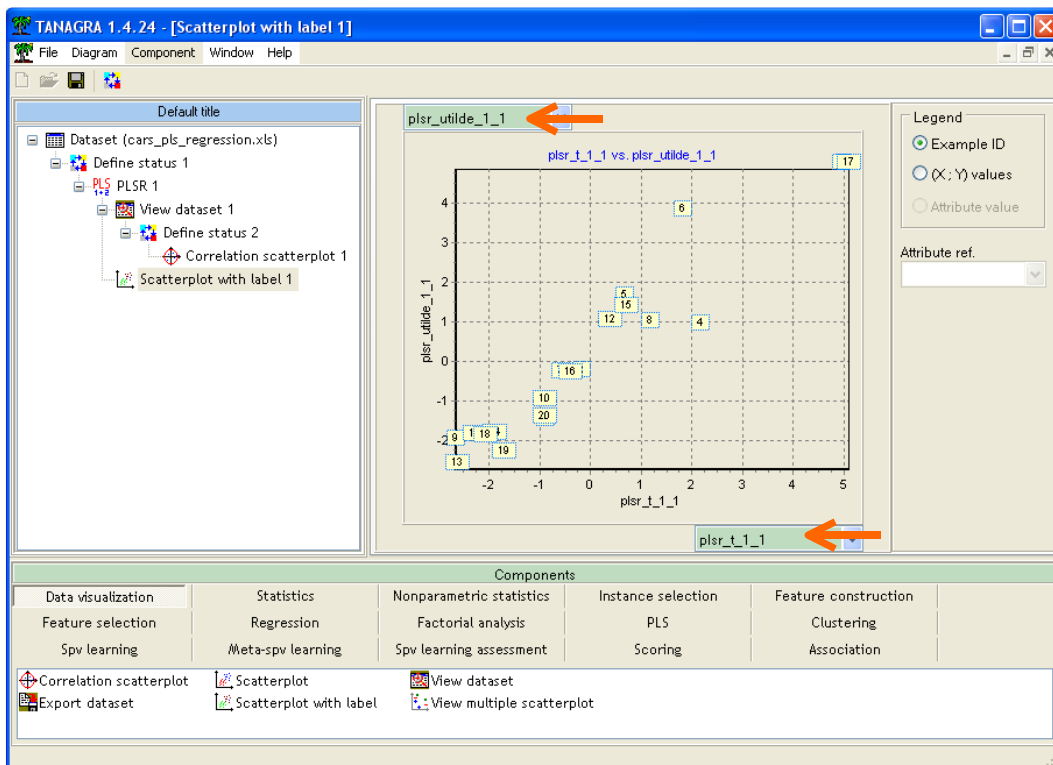 TANAGRA 1.4.24 - [Scatterplot with label 1]
File Diagram Component Window Help
Default title
Dataset (cars_pls_regression.xls)
Define status 1
PLS 1+2 PLSR 1
View dataset 1
Define status 2
Correlation scatterplot 1
Scatterplot with label 1
plsr_utilde_1_1
plsr_t_1_1 vs. plsr_utilde_1_1
17
4
6
3
2
5
15
1
12
8
4
0
16
-1
10
20
-2
9
1
18
19
13
-2 -1 0 1 2 3 4 5
plsr_utilde_1_1
plsr_t_1_1
plsr_t_1_1
Legend
Example ID
(X ; Y) values
Attribute value
Attribute ref.
Components
Data visualization Statistics Nonparametric statistics Instance selection Feature construction
Feature selection Regression Factorial analysis PLS Clustering
Spv learning Meta-spv learning Spv learning assessment Scoring Association
Correlation scatterplot Scatterplot View dataset
Export dataset Scatterplot with label View multiple scatterplot